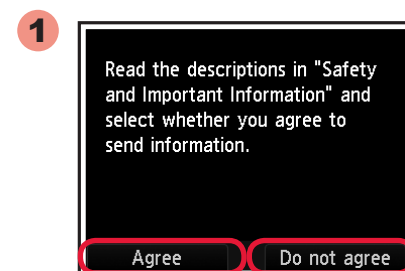 1
Read the descriptions in "Safety
and Important Information" and
select whether you agree to
send information.
Agree Do not agree